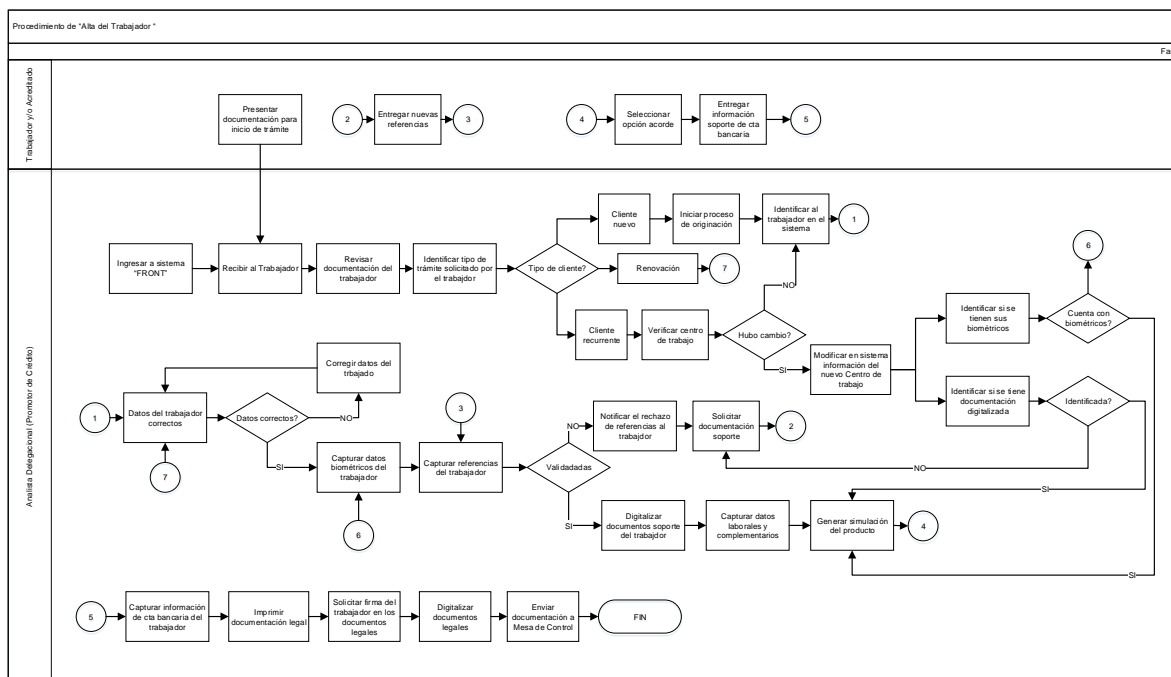 Procedimiento de "Alta del Trabajador "
Fa
Trabajador y/o Acreditado
Presentar
documentación para
inicio de trámite
2
Entregar nuevas
referencias
3
4
Seleccionar
opción acorde
Entregar
información
soporte de cta
bancaria
5
Analista Delegacional (Promotor de Crédito)
Ingresar a sistema
"FRONT"
Recibir al Trabajador
Revisar
documentación del
trabajador
Identificar tipo de
trámite solicitado por
el trabajdor
Tipo de cliente?
Cliente
nuevo
Iniciar proceso
de originación
Identificar al
trabajador en el
sistema
1
Renovación
7
Cliente
recurrente
Verificar centro
de trabajo
Hubo cambio?
NO
SI
Modificar en sistema
información del
nuevo Centro de
trabajo
Identificar si se
tienen sus
biométricos
Cuenta con
biométricos?
6
Identificar si se tiene
documentación
digitalizada
Identificada?
NO
SI
SI
1
Datos del trabajador
correctos
7
Datos correctos?
NO
Corregir datos del
trbajado
SI
Capturar datos
biométricos del
trabajador
6
3
Capturar referencias
del trabajador
Validadadas
NO
Notificar el rechazo
de referencias al
trabajdor
Solicitar
documentación
soporte
2
SI
Digitalizar
documentos soporte
del trabajdor
Capturar datos
laborales y
complementarios
Generar simulación
del producto
4
5
Capturar información
de cta bancaria del
trabajador
Imprimir
documentación legal
Solicitar firma del
trabajador en los
documentos
legales
Digitalizar
documentos
legales
Enviar
documentación a
Mesa de Control
FIN